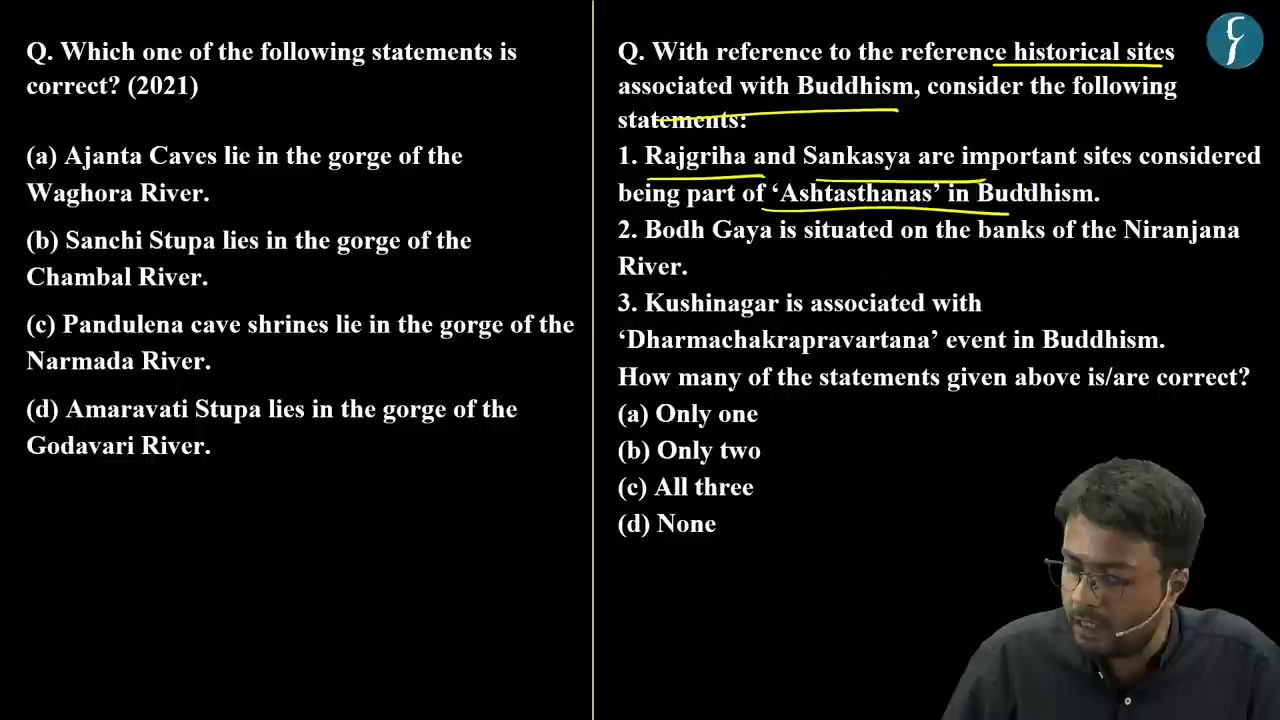 Q. Which one of the following statements is
correct? (2021)
(a) Ajanta Caves lie in the gorge of the
Waghora River.
(b) Sanchi Stupa lies in the gorge of the
Chambal River.
(c) Pandulena cave shrines lie in the gorge of the
Narmada River.
(d) Amaravati Stupa lies in the gorge of the
Godavari River.
Q. With reference to the reference historical sites
associated with Buddhism, consider the following
statements:
1. Rajgriha and Sankasya are important sites considered
being part of ‘Ashtasthanas’ in Buddhism.
2. Bodh Gaya is situated on the banks of the Niranjana
River.
3. Kushinagar is associated with
‘Dharmachakrapravartana’ event in Buddhism.
How many of the statements given above is/are correct?
(a) Only one
(b) Only two
(c) All three
(d) None